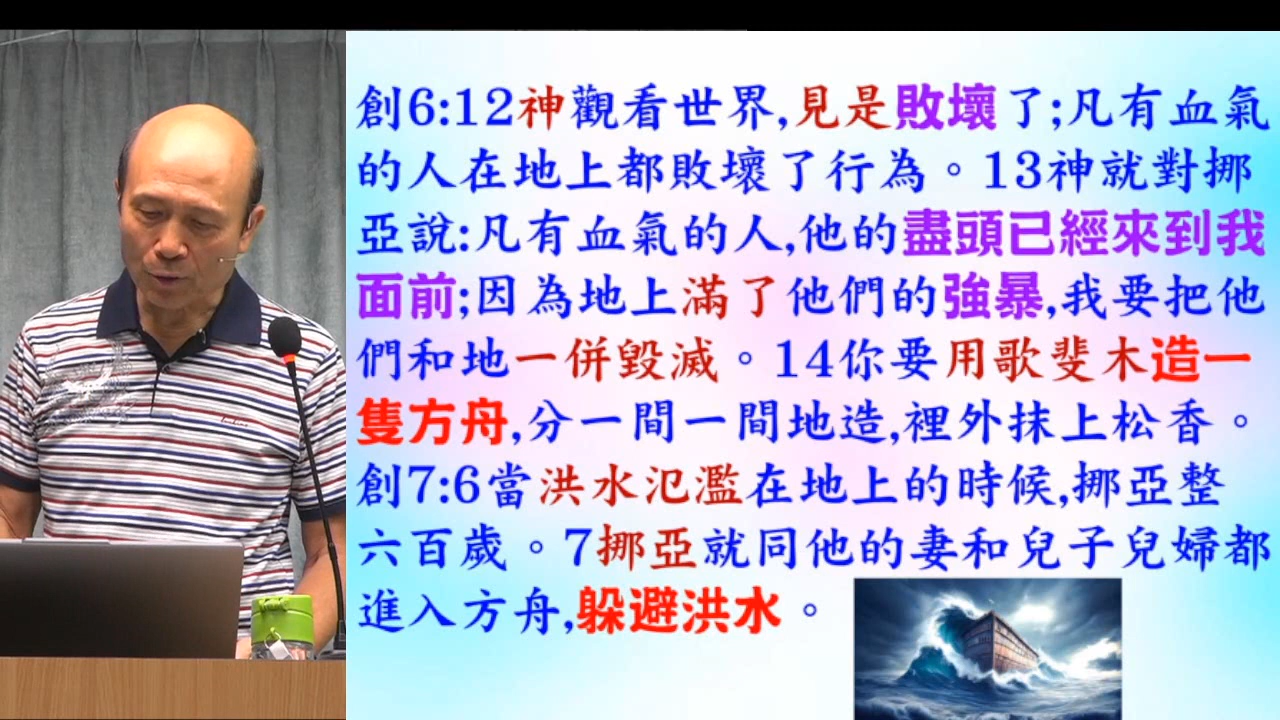 創6:12神觀看世界,見是敗壞了;凡有血氣
的人在地上都敗壞了行為。13神就對挪
亞說:凡有血氣的人,他的盡頭已經來到我
面前;因為地上滿了他們的強暴,我要把他
們和地一併毀滅。14你要用歌斐木造一
隻方舟,分一間一間地造,裡外抹上松香。
創7:6當洪水氾濫在地上的時候,挪亞整
六百歲。7挪亞就同他的妻和兒子兒婦都
進入方舟,躲避洪水。